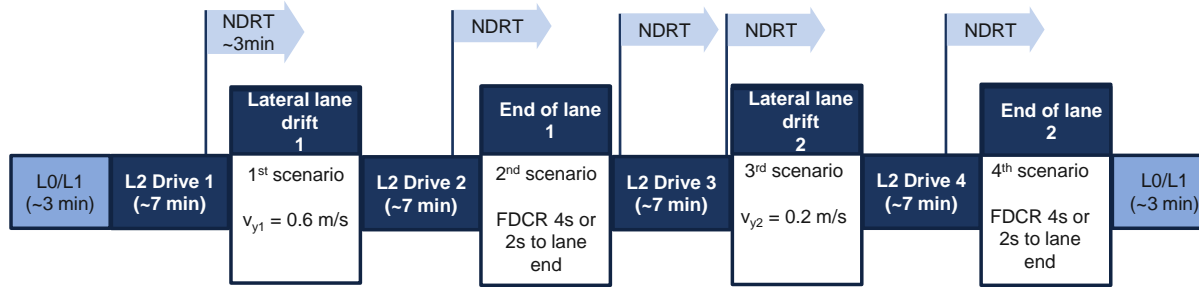 NDRT
~3min
NDRT
NDRT
NDRT
NDRT
L0/L1
(~3 min)
L2 Drive 1
(~7 min)
Lateral lane
drift
1
1st scenario
vy1 = 0.6 m/s
L2 Drive 2
(~7 min)
End of lane
1
2nd scenario
FDCR 4s or
2s to lane
end
L2 Drive 3
(~7 min)
Lateral lane
drift
2
3rd scenario
vy2 = 0.2 m/s
L2 Drive 4
(~7 min)
End of lane
2
4th scenario
FDCR 4s or
2s to lane
end
L0/L1
(~3 min)